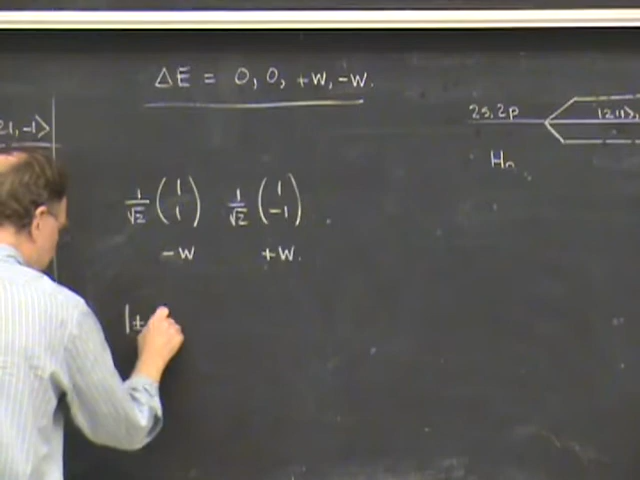 ΔE = 0, 0, +W, -W.
21, -1⟩
2s, 2p
|211⟩,
H₀
1/√2 (1 1) 1/√2 (1 -1).
-W +W.
|±